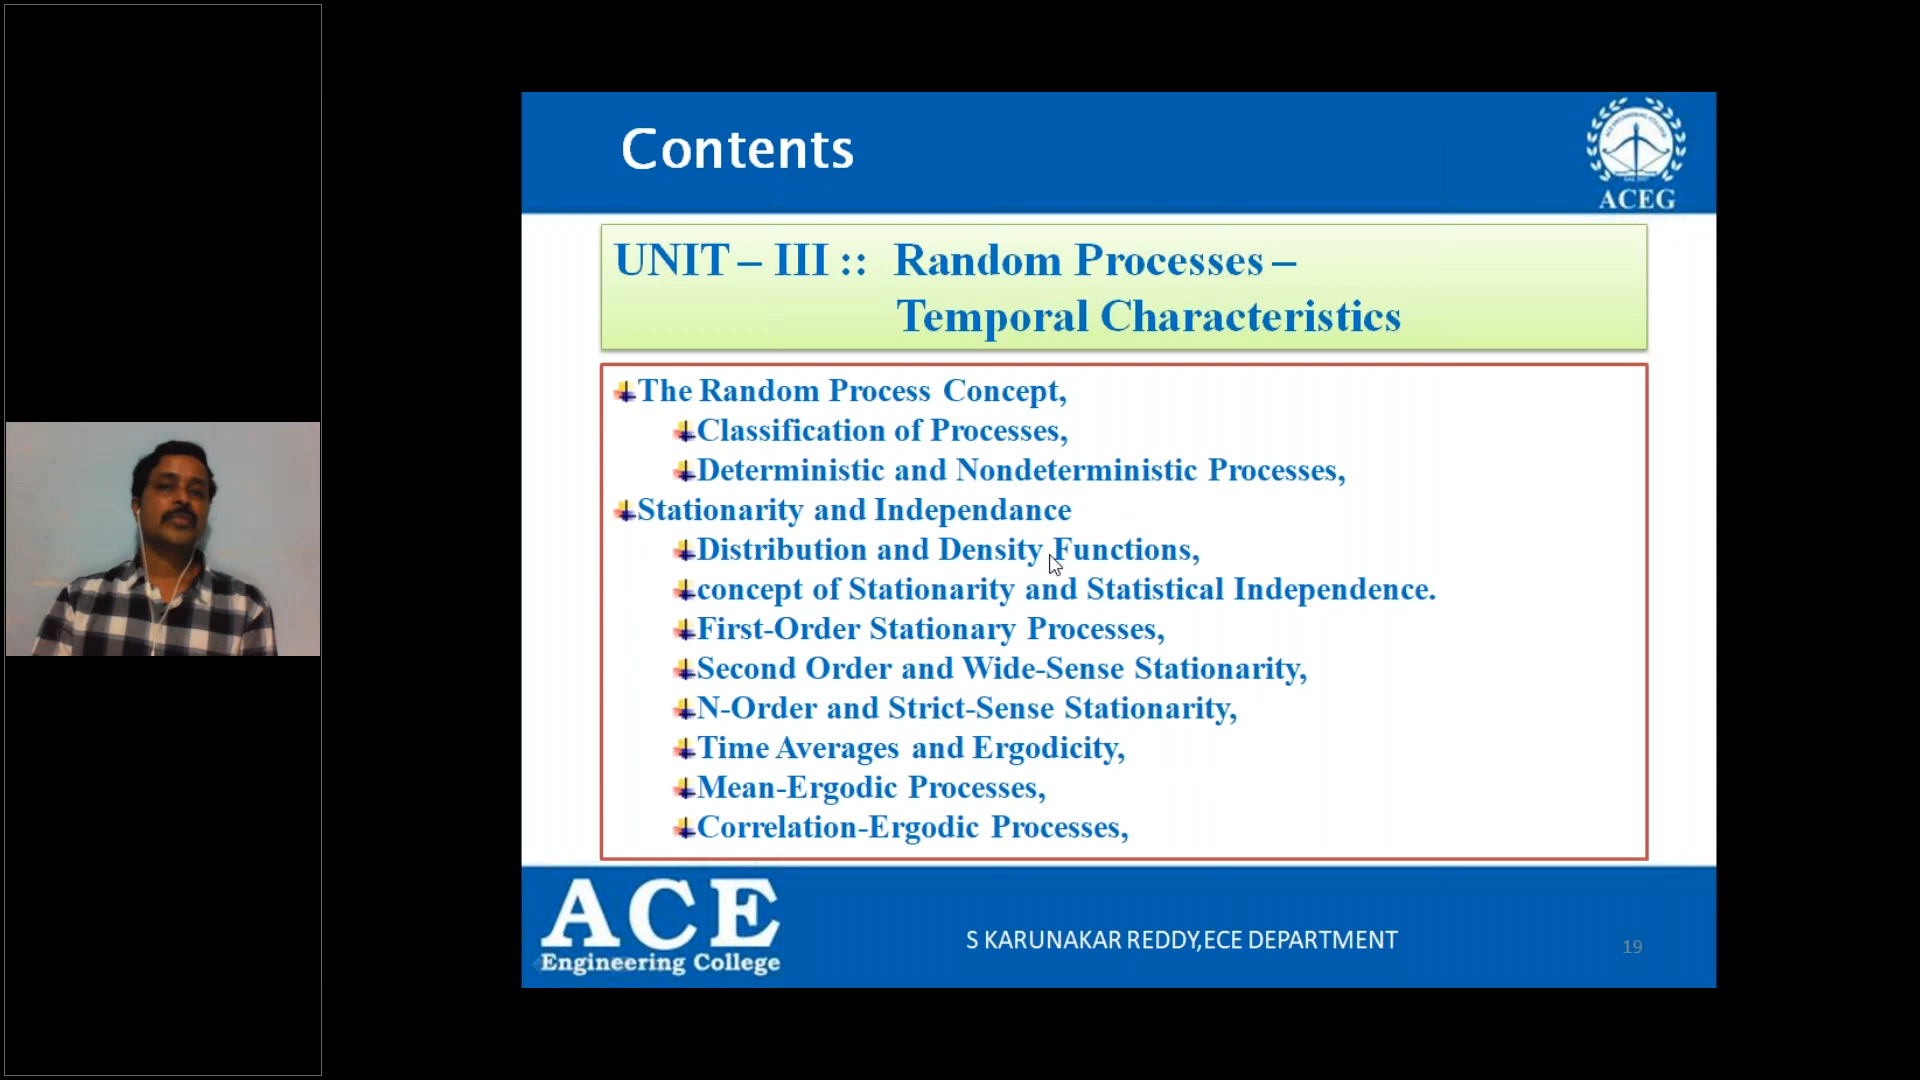 Contents
ACEG
UNIT – III :: Random Processes –
Temporal Characteristics
The Random Process Concept,
Classification of Processes,
Deterministic and Nondeterministic Processes,
Stationarity and Independance
Distribution and Density Functions,
concept of Stationarity and Statistical Independence.
First-Order Stationary Processes,
Second Order and Wide-Sense Stationarity,
N-Order and Strict-Sense Stationarity,
Time Averages and Ergodicity,
Mean-Ergodic Processes,
Correlation-Ergodic Processes,
ACE
Engineering College
S KARUNAKAR REDDY,ECE DEPARTMENT
19